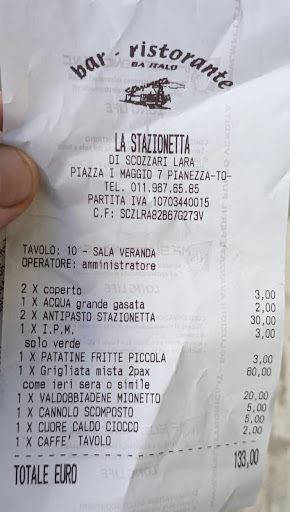 bar - ristorante
DA ITALO
Stazionetta
LA STAZIONETTA
DI SCOZZARI LARA
PIAZZA I MAGGIO 7 PIANEZZA-TO-
TEL. 011.967.65.85
PARTITA IVA 10703440015
C.F: SCZLRA82B67G273V
TAVOLO: 10 - SALA VERANDA
OPERATORE: amministratore
2 X coperto 3,00
1 X ACQUA grande gasata 2,00
2 X ANTIPASTO STAZIONETTA 30,00
1 X I.P.M. 3,00
solo verde
1 X PATATINE FRITTE PICCOLA 3,00
1 X Grigliata mista 2pax 60,00
come ieri sera o simile
1 X VALDOBBIADENE MIONETTO 20,00
1 X CANNOLO SCOMPOSTO 5,00
1 X CUORE CALDO CIOCCO 5,00
1 X CAFFE' TAVOLO 2,00
TOTALE EURO 133,00